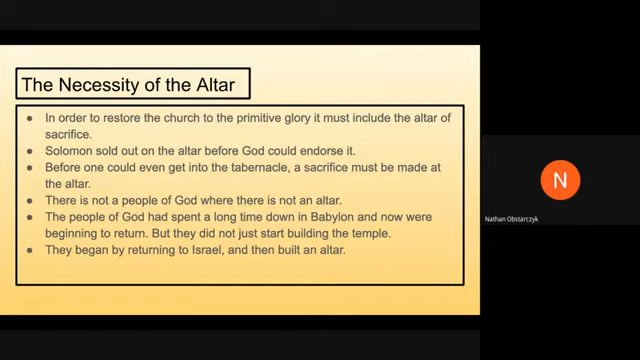 The Necessity of the Altar
● In order to restore the church to the primitive glory it must include the altar of
sacrifice.
● Solomon sold out on the altar before God could endorse it.
● Before one could even get into the tabernacle, a sacrifice must be made at
the altar.
● There is not a people of God where there is not an altar.
● The people of God had spent a long time down in Babylon and now were
beginning to return. But they did not just start building the temple.
● They began by returning to Israel, and then built an altar.
N
Nathan Obstarczyk